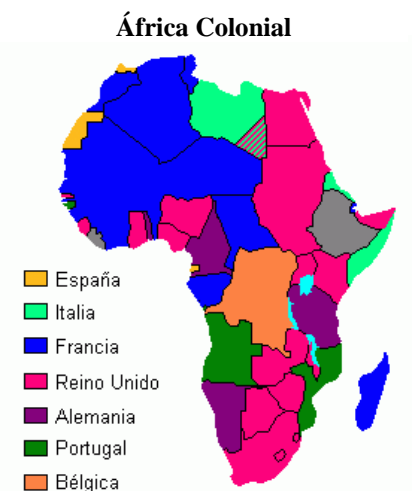 África Colonial
España
Italia
Francia
Reino Unido
Alemania
Portugal
Bélgica